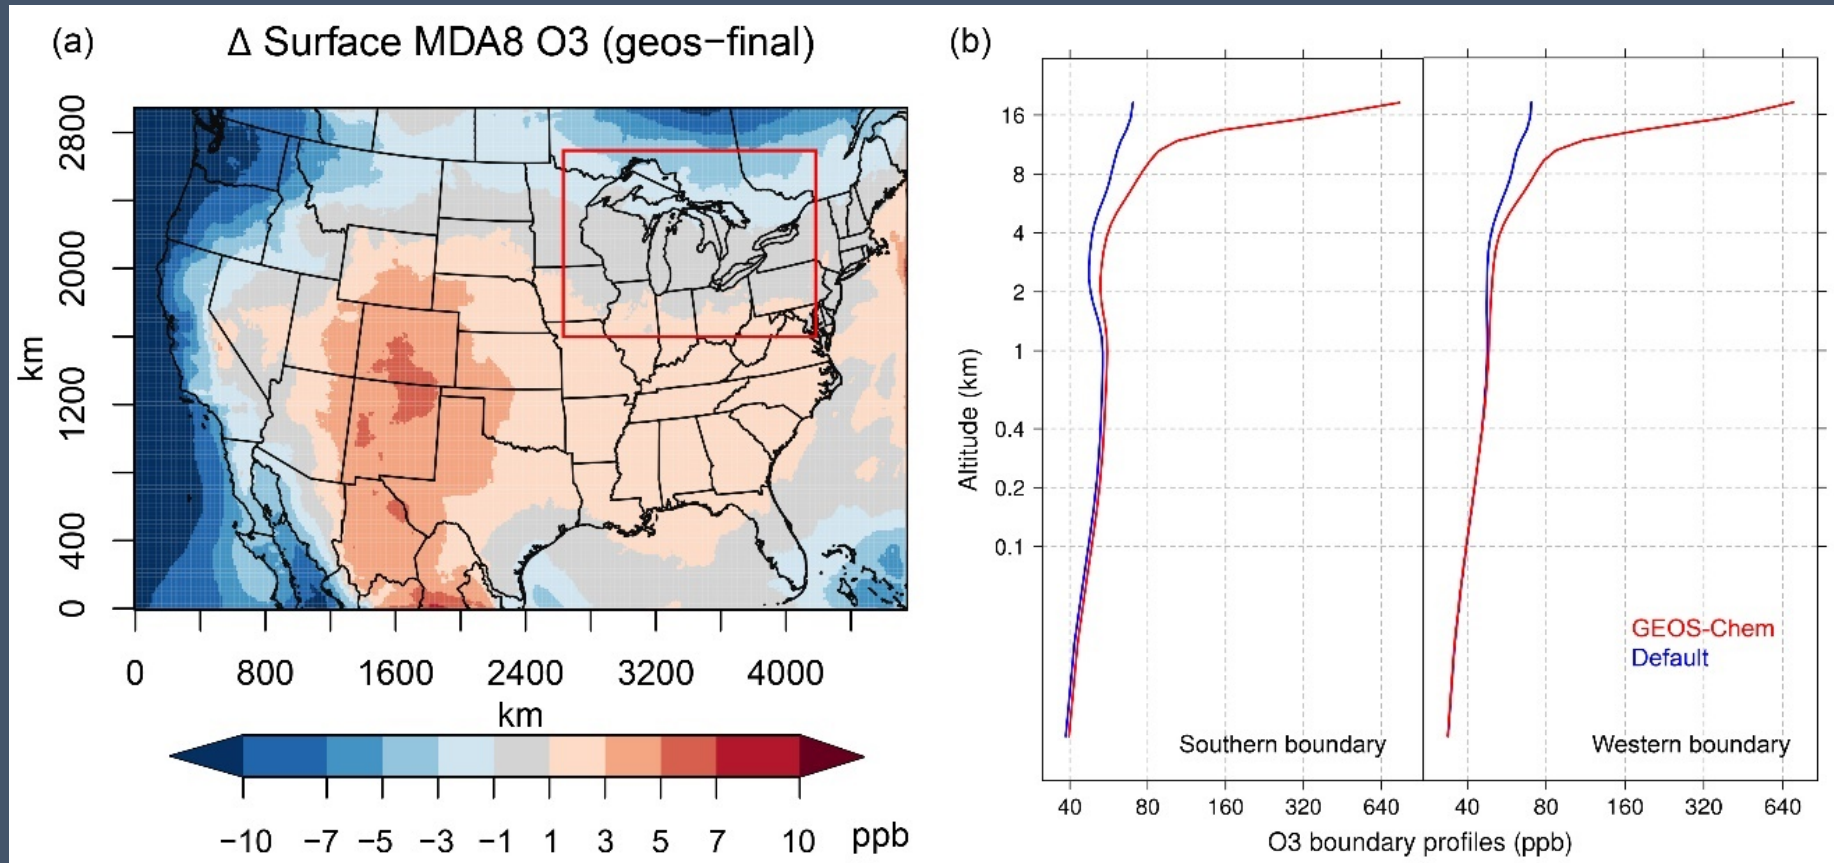 (a)
Δ Surface MDA8 O3 (geos−final)
2800
2000
1200
400
0
km
0 800 1600 2400 3200 4000
km
−10 −7 −5 −3 −1 1 3 5 7 10 ppb
(b)
16
8
4
2
1
0.4
0.2
0.1
Altitude (km)
GEOS-Chem
Default
Southern boundary
Western boundary
40 80 160 320 640
40 80 160 320 640
O3 boundary profiles (ppb)